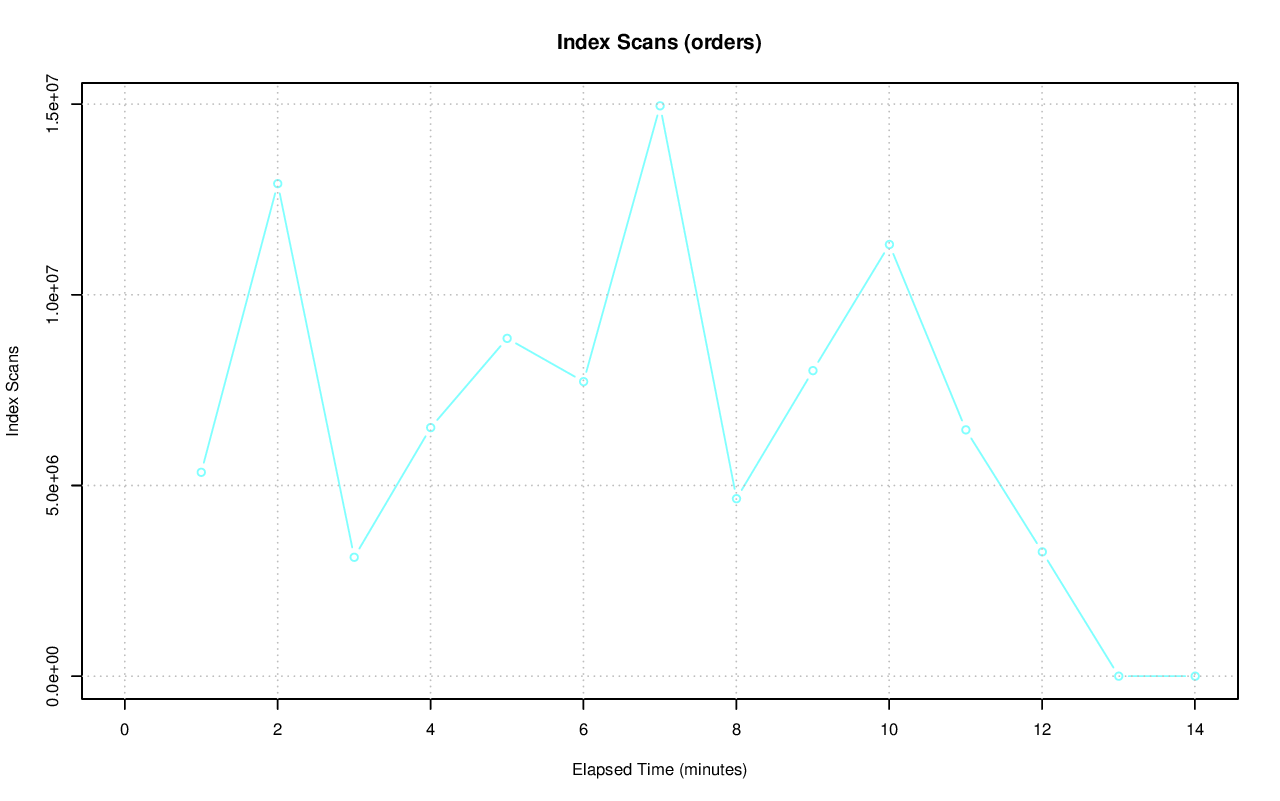 Index Scans (orders)
Index Scans
1.5e+07
1.0e+07
5.0e+06
0.0e+00
0 2 4 6 8 10 12 14
Elapsed Time (minutes)